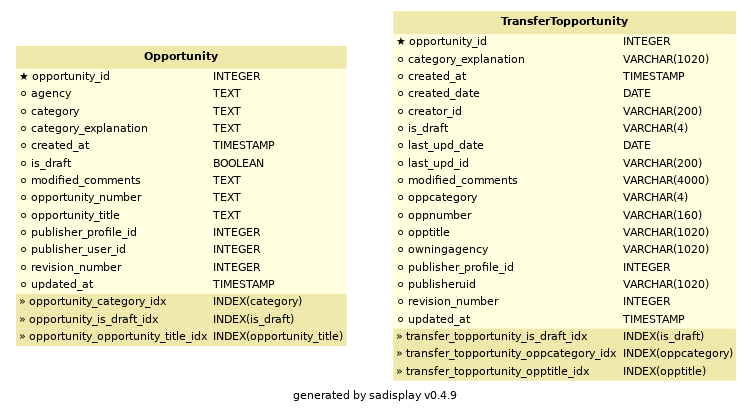 Opportunity
★ opportunity_id INTEGER
○ agency TEXT
○ category TEXT
○ category_explanation TEXT
○ created_at TIMESTAMP
○ is_draft BOOLEAN
○ modified_comments TEXT
○ opportunity_number TEXT
○ opportunity_title TEXT
○ publisher_profile_id INTEGER
○ publisher_user_id INTEGER
○ revision_number INTEGER
○ updated_at TIMESTAMP
» opportunity_category_idx INDEX(category)
» opportunity_is_draft_idx INDEX(is_draft)
» opportunity_opportunity_title_idx INDEX(opportunity_title)
TransferTopportunity
★ opportunity_id INTEGER
○ category_explanation VARCHAR(1020)
○ created_at TIMESTAMP
○ created_date DATE
○ creator_id VARCHAR(200)
○ is_draft VARCHAR(4)
○ last_upd_date DATE
○ last_upd_id VARCHAR(200)
○ modified_comments VARCHAR(4000)
○ oppcategory VARCHAR(4)
○ oppnumber VARCHAR(160)
○ opptitle VARCHAR(1020)
○ owningagency VARCHAR(1020)
○ publisher_profile_id INTEGER
○ publisheruid VARCHAR(1020)
○ revision_number INTEGER
○ updated_at TIMESTAMP
» transfer_topportunity_is_draft_idx INDEX(is_draft)
» transfer_topportunity_oppcategory_idx INDEX(oppcategory)
» transfer_topportunity_opptitle_idx INDEX(opptitle)
generated by sadisplay v0.4.9